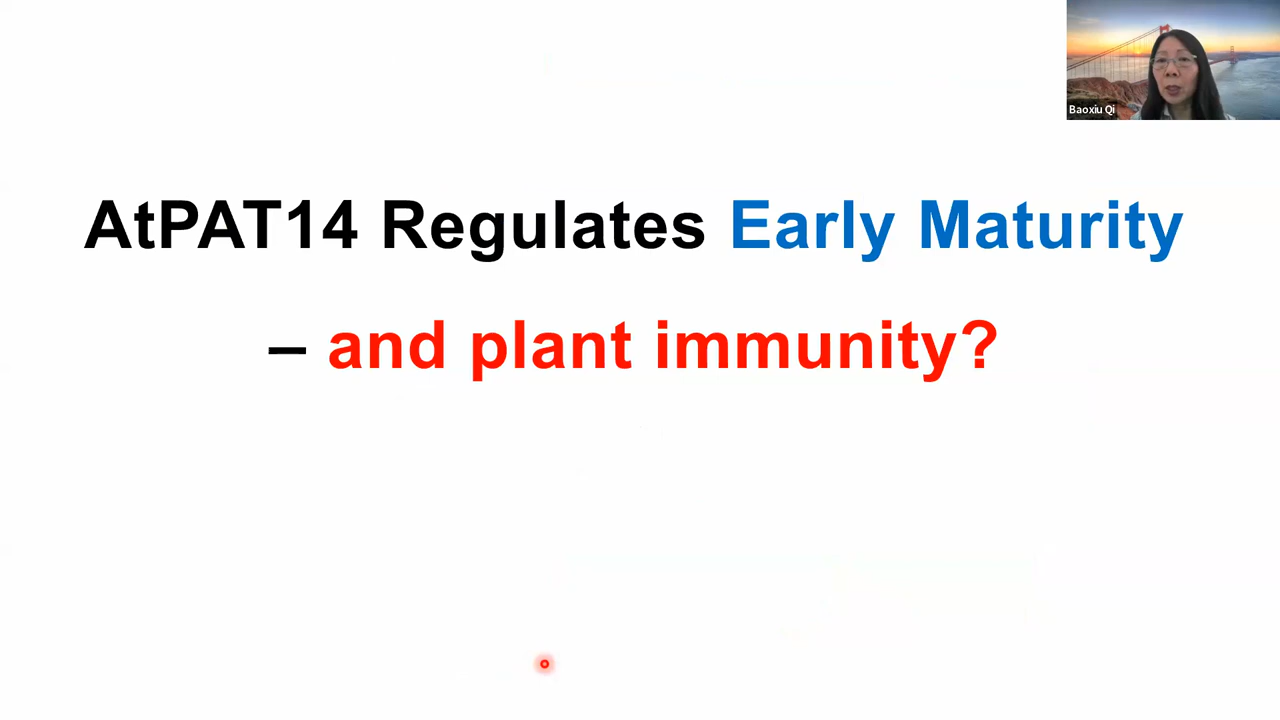 Baoxiu Qi
AtPAT14 Regulates Early Maturity
– and plant immunity?